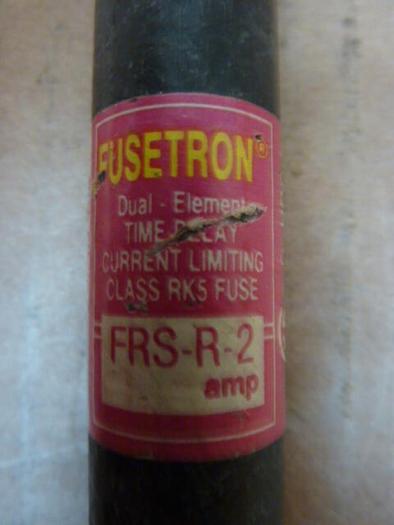 FUSETRON®
Dual - Element
TIME DELAY
CURRENT LIMITING
CLASS RK5 FUSE
FRS-R-2
amp